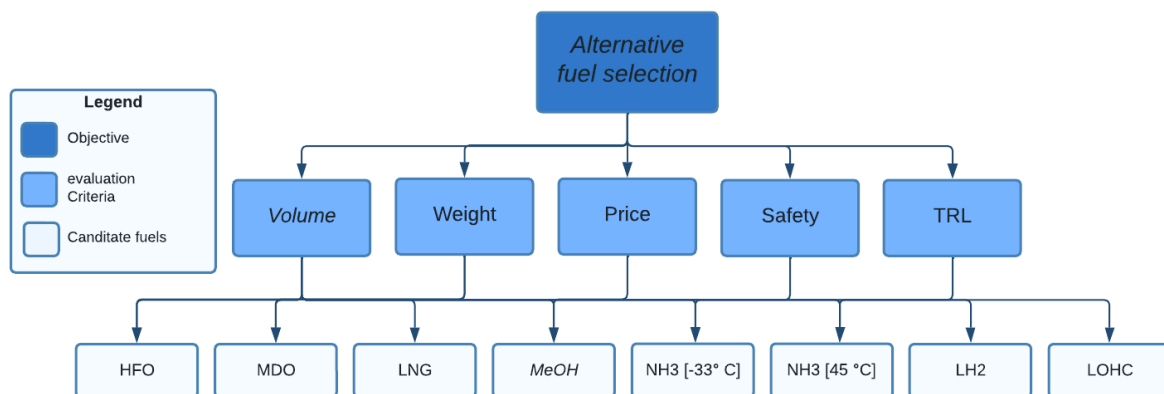 Alternative
fuel selection
Legend
Objective
evaluation
Criteria
Canditate fuels
Volume
Weight
Price
Safety
TRL
HFO
MDO
LNG
MeOH
NH3 [-33° C]
NH3 [45 °C]
LH2
LOHC